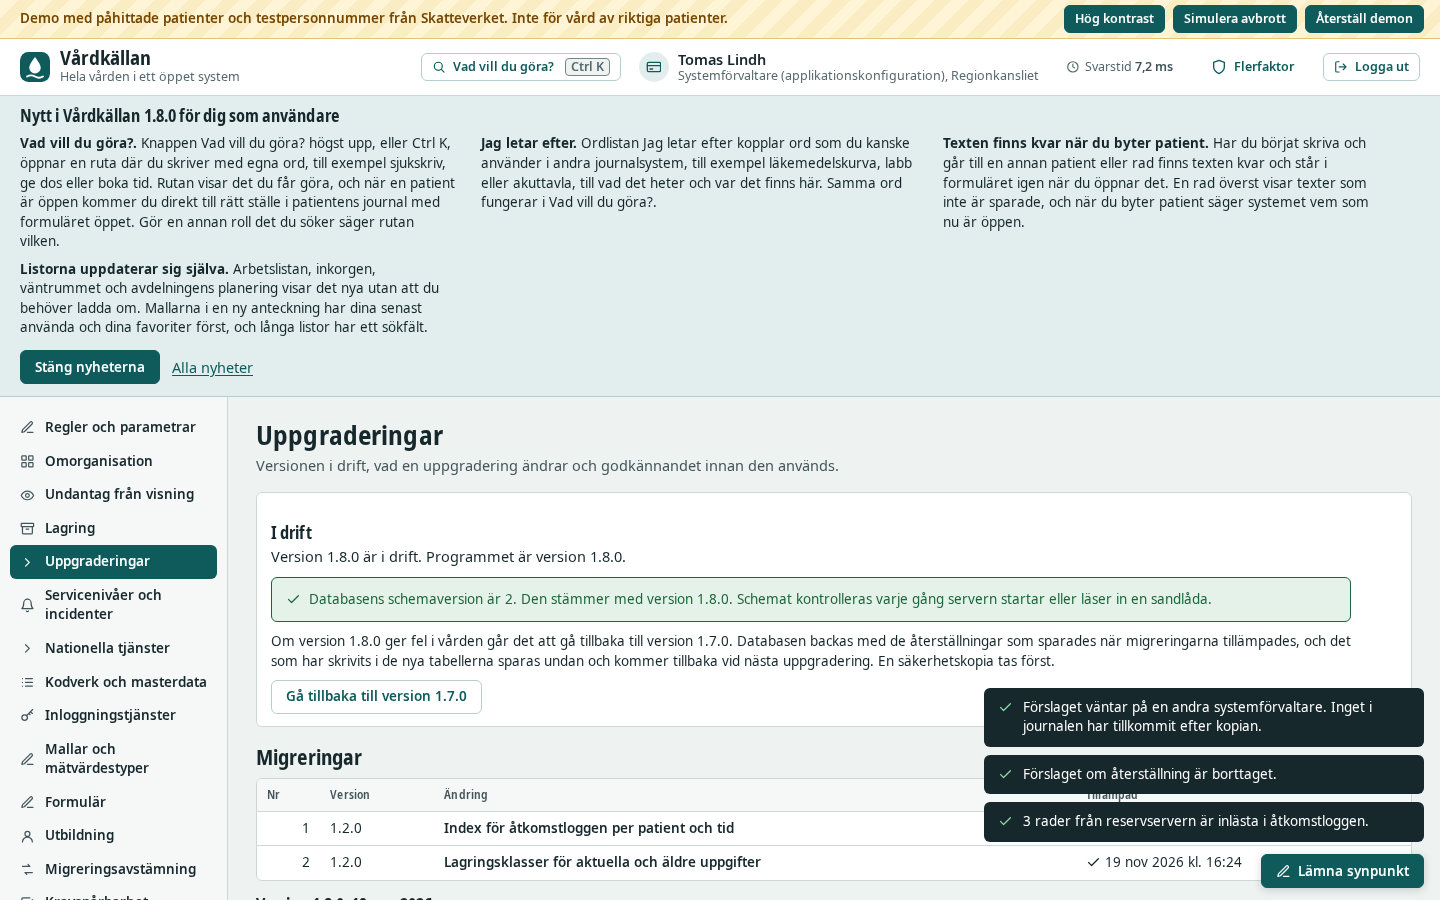 Demo med påhittade patienter och testpersonnummer från Skatteverket. Inte för vård av riktiga patienter.
Hög kontrast
Simulera avbrott
Återställ demon
Vårdkällan
Hela vården i ett öppet system
Vad vill du göra? Ctrl K
Tomas Lindh
Systemförvaltare (applikationskonfiguration), Regionkansliet
Svarstid 7,2 ms
Flerfaktor
Logga ut
Nytt i Vårdkällan 1.8.0 för dig som användare
Vad vill du göra?. Knappen Vad vill du göra? högst upp, eller Ctrl K,
öppnar en ruta där du skriver med egna ord, till exempel sjukskriv,
ge dos eller boka tid. Rutan visar det du får göra, och när en patient
är öppen kommer du direkt till rätt ställe i patientens journal med
formuläret öppet. Gör en annan roll det du söker säger rutan
vilken.
Jag letar efter. Ordlistan Jag letar efter kopplar ord som du kanske
använder i andra journalsystem, till exempel läkemedelskurva, labb
eller akuttavla, till vad det heter och var det finns här. Samma ord
fungerar i Vad vill du göra?.
Texten finns kvar när du byter patient. Har du börjat skriva och
går till en annan patient eller rad finns texten kvar och står i
formuläret igen när du öppnar det. En rad överst visar texter som
inte är sparade, och när du byter patient säger systemet vem som
nu är öppen.
Listorna uppdaterar sig själva. Arbetslistan, inkorgen,
väntrummet och avdelningens planering visar det nya utan att du
behöver ladda om. Mallarna i en ny anteckning har dina senast
använda och dina favoriter först, och långa listor har ett sökfält.
Stäng nyheterna
Alla nyheter
Regler och parametrar
Omorganisation
Undantag från visning
Lagring
Uppgraderingar
Servicenivåer och
incidenter
Nationella tjänster
Kodverk och masterdata
Inloggningstjänster
Mallar och
mätvärdestyper
Formulär
Utbildning
Migreringsavstämning
Kravspårbarhet
Uppgraderingar
Versionen i drift, vad en uppgradering ändrar och godkännandet innan den används.
I drift
Version 1.8.0 är i drift. Programmet är version 1.8.0.
Databasens schemaversion är 2. Den stämmer med version 1.8.0. Schemat kontrolleras varje gång servern startar eller läser in en sandlåda.
Om version 1.8.0 ger fel i vården går det att gå tillbaka till version 1.7.0. Databasen backas med de återställningar som sparades när migreringarna tillämpades, och det
som har skrivits i de nya tabellerna sparas undan och kommer tillbaka vid nästa uppgradering. En säkerhetskopia tas först.
Gå tillbaka till version 1.7.0
Migreringar
Nr Version Ändring Tillämpad
1 1.2.0 Index för åtkomstloggen per patient och tid
2 1.2.0 Lagringsklasser för aktuella och äldre uppgifter 19 nov 2026 kl. 16:24
Förslaget väntar på en andra systemförvaltare. Inget i
journalen har tillkommit efter kopian.
Förslaget om återställning är borttaget.
3 rader från reservservern är inlästa i åtkomstloggen.
Lämna synpunkt